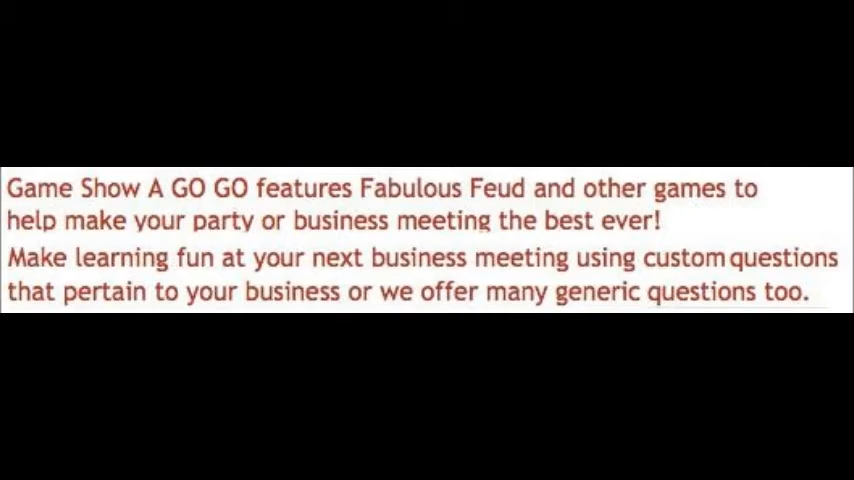 Game Show A GO GO features Fabulous Feud and other games to
help make your party or business meeting the best ever!
Make learning fun at your next business meeting using custom questions
that pertain to your business or we offer many generic questions too.